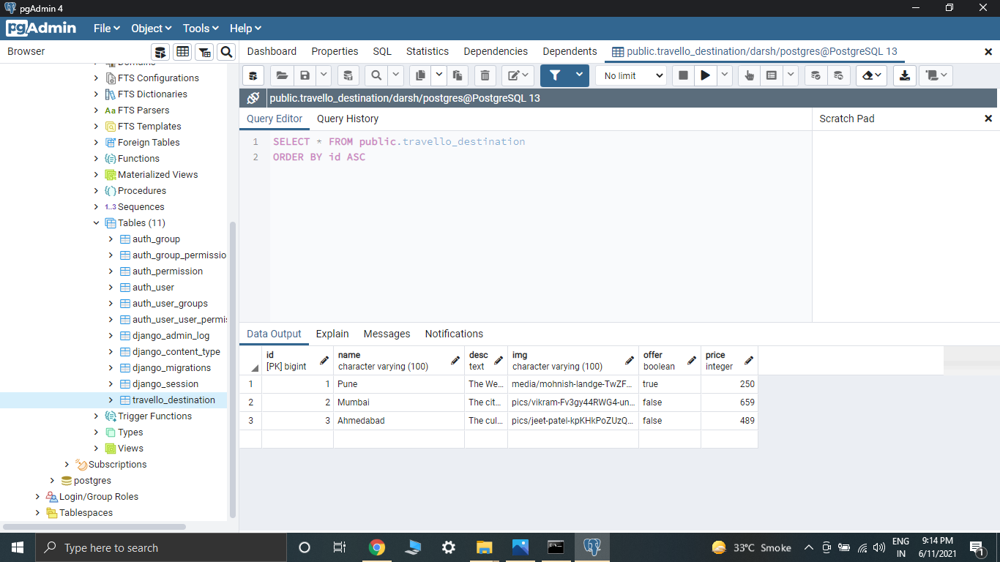 pgAdmin 4
pgAdmin File Object Tools Help
Browser
Dashboard Properties SQL Statistics Dependencies Dependents public.travello_destination/darsh/postgres@PostgreSQL 13
No limit
public.travello_destination/darsh/postgres@PostgreSQL 13
Query Editor Query History
Scratch Pad
1 SELECT * FROM public.travello_destination
2 ORDER BY id ASC
Domains
FTS Configurations
FTS Dictionaries
Aa FTS Parsers
FTS Templates
Foreign Tables
Functions
Materialized Views
Procedures
1..3 Sequences
Tables (11)
auth_group
auth_group_permissio
auth_permission
auth_user
auth_user_groups
auth_user_user_permi
django_admin_log
django_content_type
django_migrations
django_session
travello_destination
Trigger Functions
Types
Views
Subscriptions
postgres
Login/Group Roles
Tablespaces
Data Output Explain Messages Notifications
id name desc img offer price
[PK] bigint character varying (100) text character varying (100) boolean integer
1 1 Pune The We... media/mohnish-landge-TwZF... true 250
2 2 Mumbai The cit... pics/vikram-Fv3gy44RWG4-un... false 659
3 3 Ahmedabad The cul... pics/jeet-patel-kpKHkPoZUzQ... false 489
Type here to search
33°C Smoke
ENG
IN
9:14 PM
6/11/2021
1